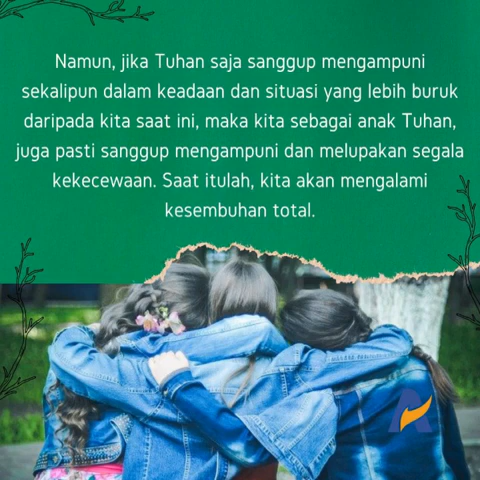 Namun, jika Tuhan saja sanggup mengampuni
sekalipun dalam keadaan dan situasi yang lebih buruk
daripada kita saat ini, maka kita sebagai anak Tuhan,
juga pasti sanggup mengampuni dan melupakan segala
kekecewaan. Saat itulah, kita akan mengalami
kesembuhan total.